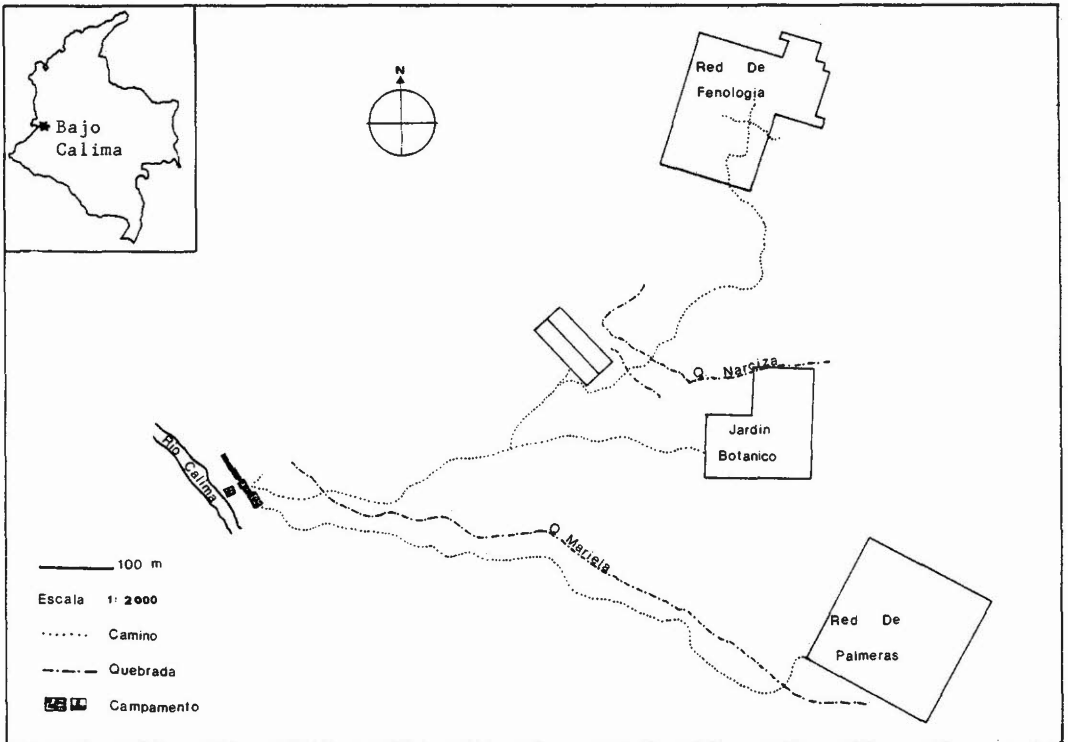 Bajo
Calima
N
Red De
Fenologia
Q. Narciza
Jardin
Botanico
Rio Calima
Q. Mariela
Red De
Palmeras
100 m
Escala 1: 2000
Camino
Quebrada
Campamento